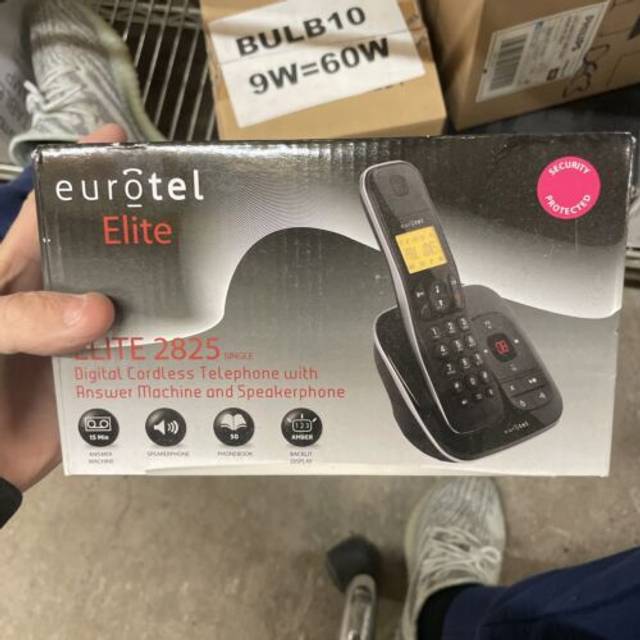 BULB10
9W=60W
eurotel
Elite
SECURITY
PROTECTED
ELITE 2825 SINGLE
Digital Cordless Telephone with
Answer Machine and Speakerphone
15 Min
50
123
AMBER
ANSWER
MACHINE
SPEAKERPHONE
PHONEBOOK
BACKLIT
DISPLAY
eurotel
eurotel